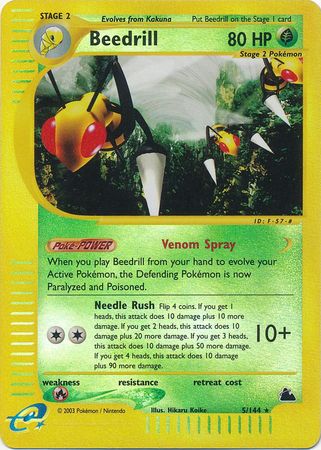 STAGE 2
Evolves from Kakuna
Put Beedrill on the Stage 1 card
Beedrill
80 HP
Stage 2 Pokémon
ID: F-57-#
Poké-POWER
Venom Spray
When you play Beedrill from your hand to evolve your
Active Pokémon, the Defending Pokémon is now
Paralyzed and Poisoned.
Needle Rush Flip 4 coins. If you get 1
heads, this attack does 10 damage plus 10 more
damage. If you get 2 heads, this attack does 10
damage plus 20 more damage. If you get 3 heads,
this attack does 10 damage plus 50 more damage.
If you get 4 heads, this attack does 10 damage
plus 90 more damage.
10+
weakness
resistance
retreat cost
e
© 2003 Pokémon / Nintendo
Illus. Hikaru Koike
5/144 ★